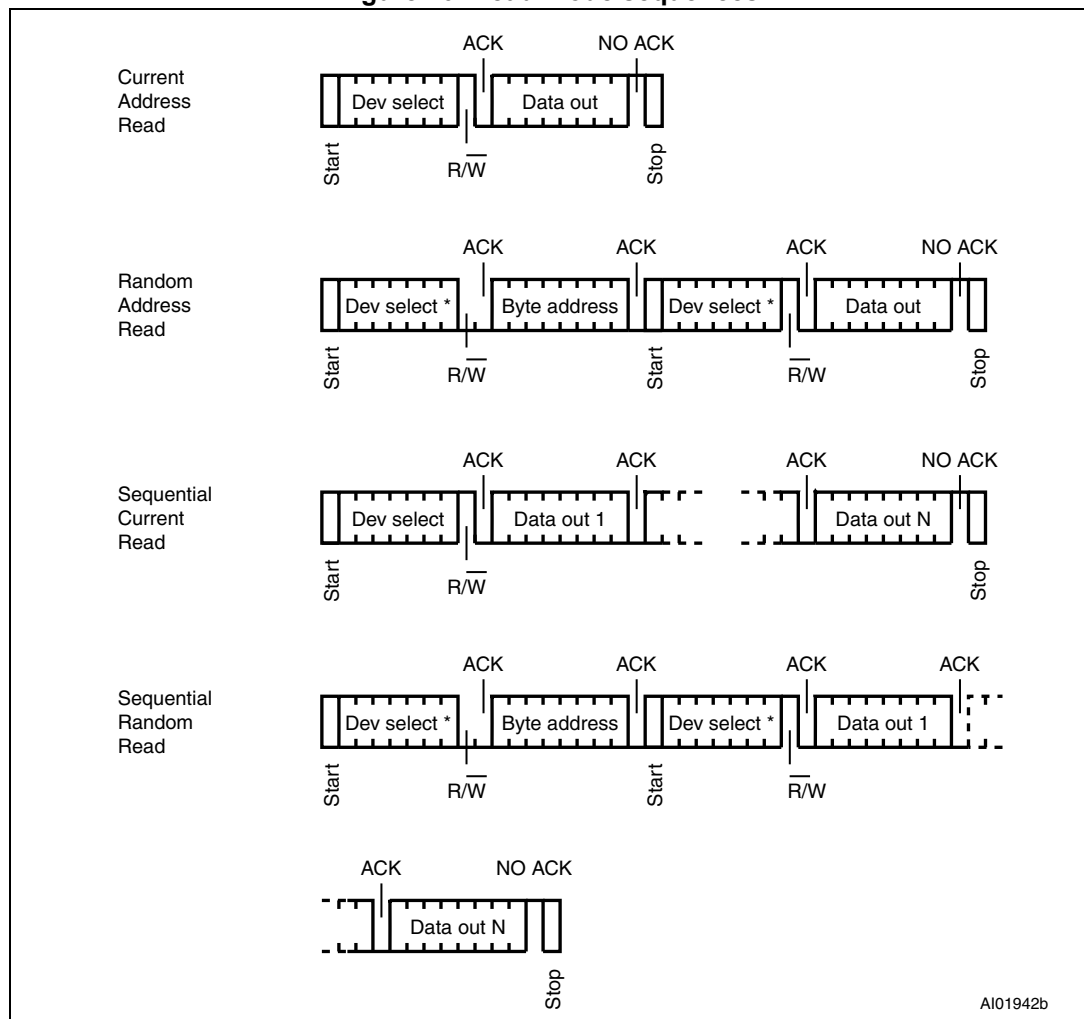 ACK NO ACK
Current
Address
Read
Dev select Data out
Start R/W Stop
ACK ACK ACK NO ACK
Random
Address
Read
Dev select * Byte address Dev select * Data out
Start R/W Start R/W Stop
ACK ACK ACK NO ACK
Sequential
Current
Read
Dev select Data out 1 Data out N
Start R/W Stop
ACK ACK ACK ACK
Sequential
Random
Read
Dev select * Byte address Dev select * Data out 1
Start R/W Start R/W
ACK NO ACK
Data out N
Stop
AI01942b